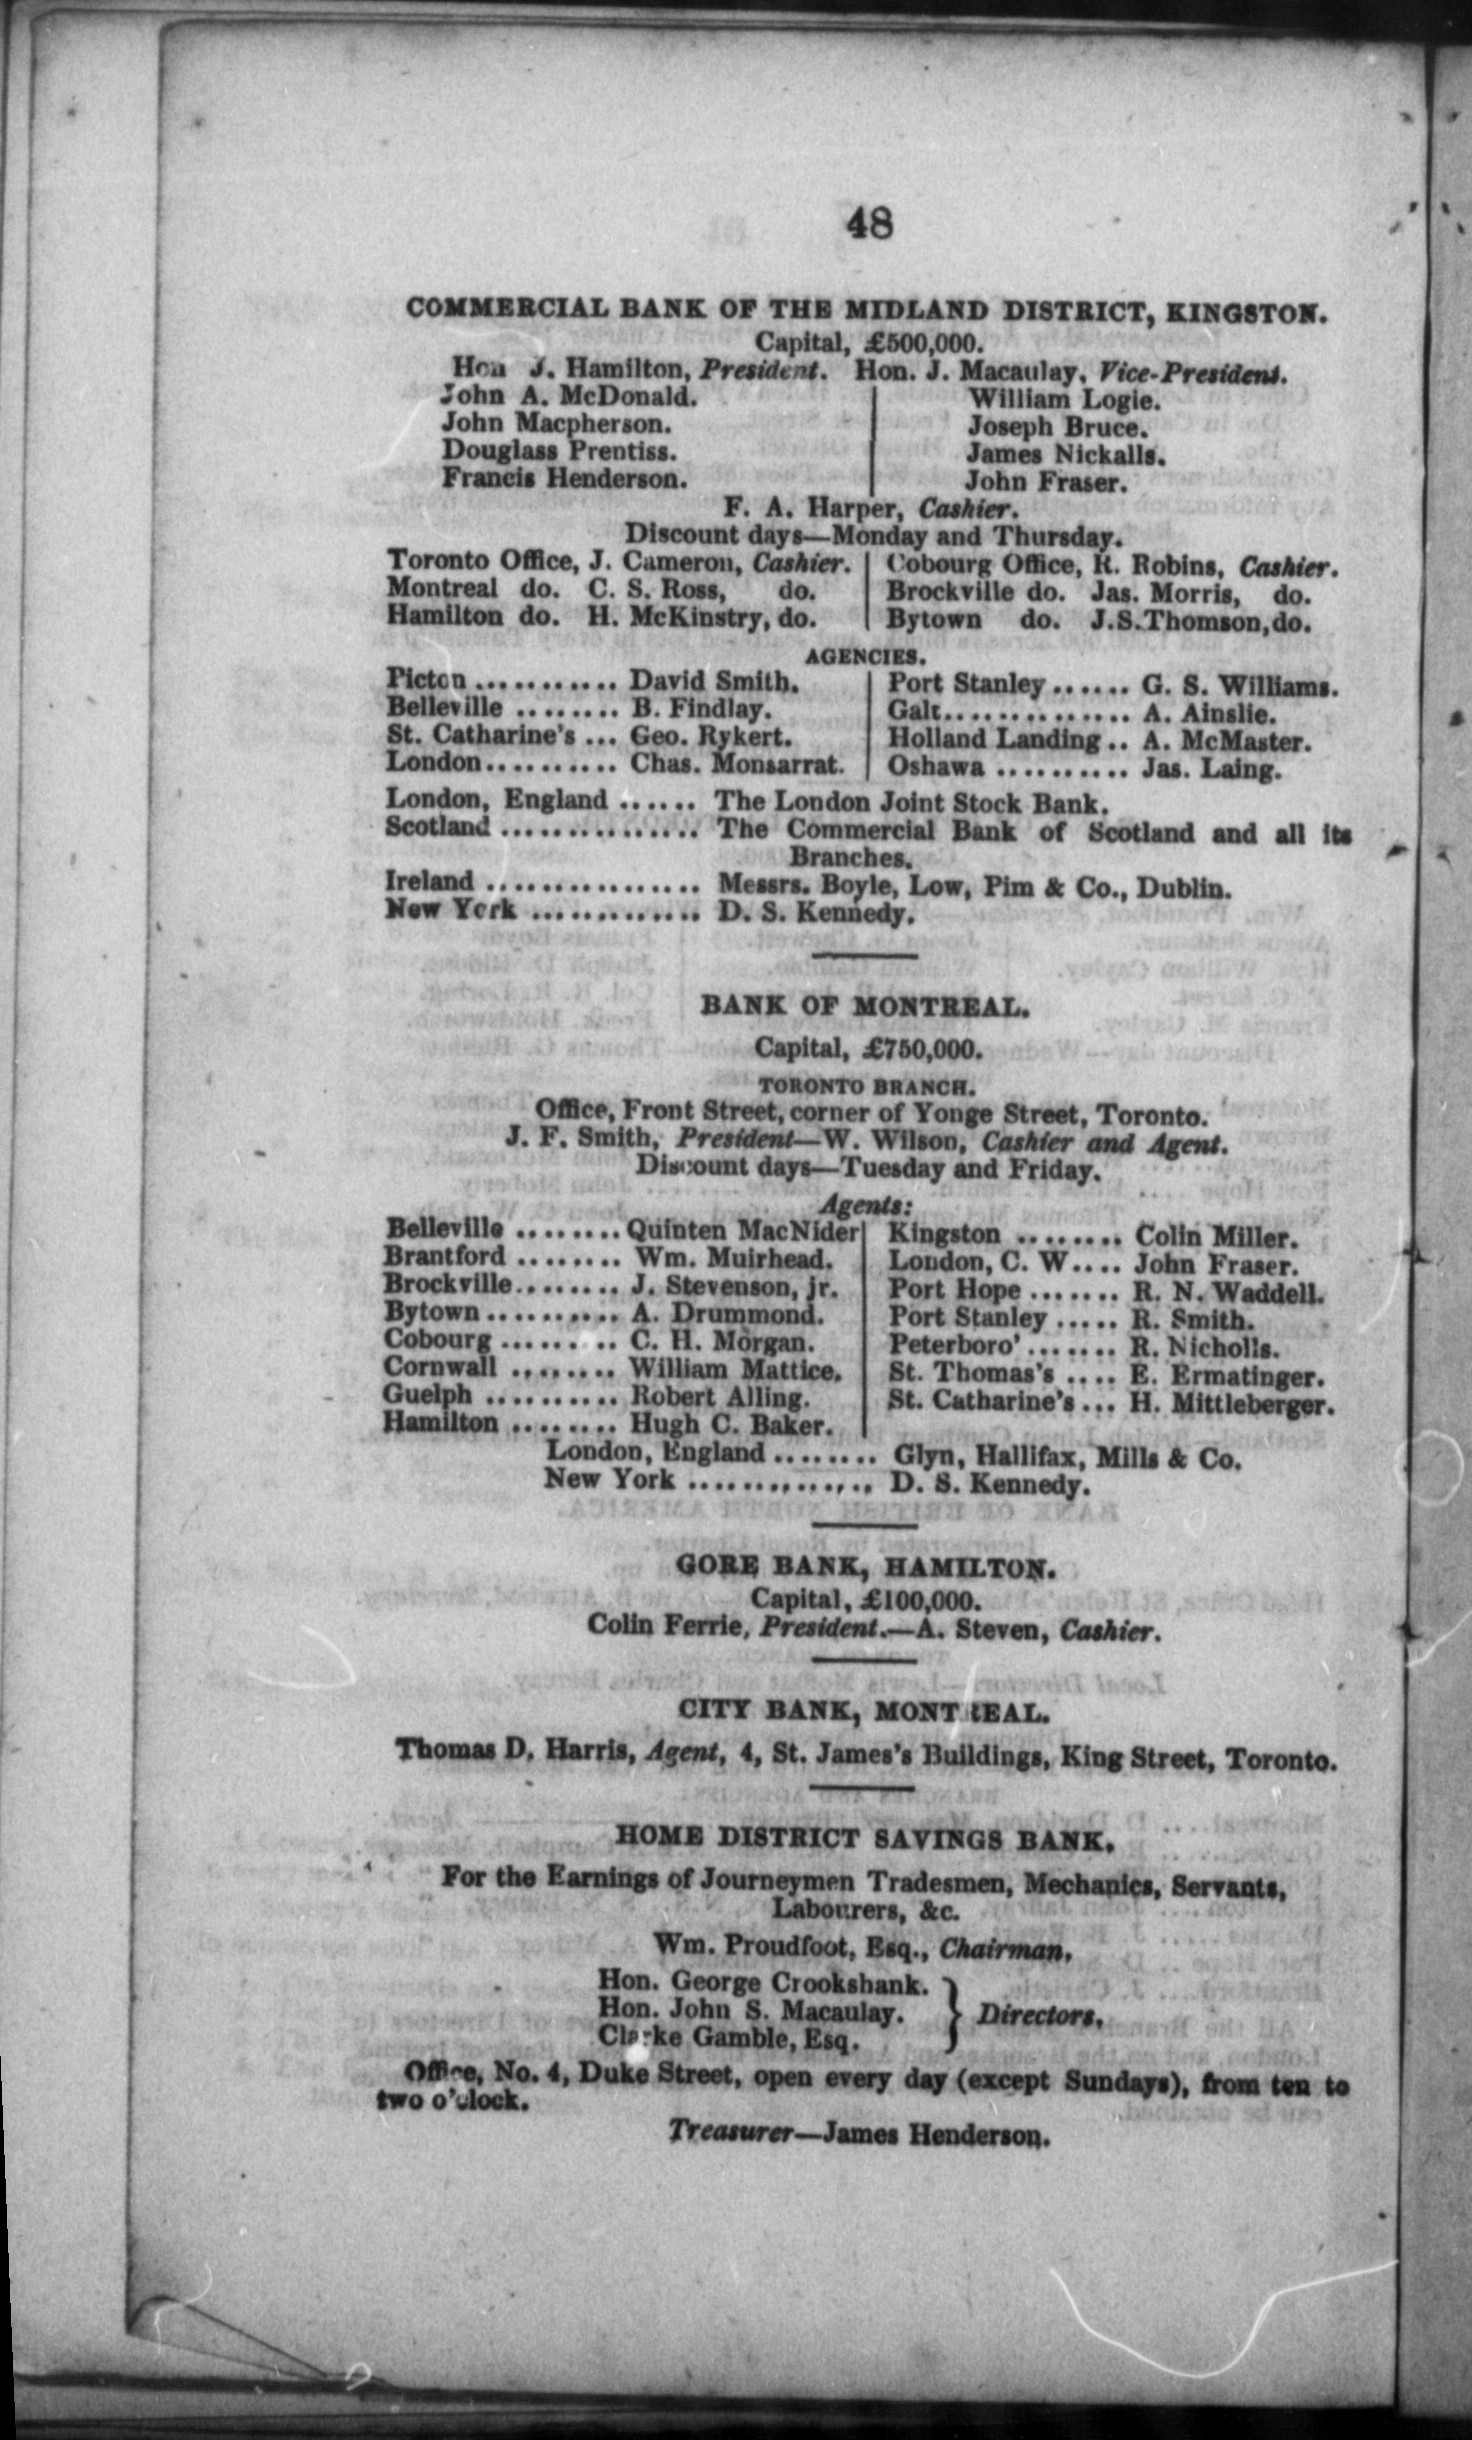 48
COMMERCIAL BANK OF THE MIDLAND DISTRICT, KINGSTON.
Capital, £500,000.
Hon J. Hamilton, President. Hon. J. Macaulay, Vice-President.
John A. McDonald. William Logie.
John Macpherson. Joseph Bruce.
Douglass Prentiss. James Nickalls.
Francis Henderson. John Fraser.
F. A. Harper, Cashier.
Discount days—Monday and Thursday.
Toronto Office, J. Cameron, Cashier. Cobourg Office, R. Robins, Cashier.
Montreal do. C. S. Ross, do. Brockville do. Jas. Morris, do.
Hamilton do. H. McKinstry, do. Bytown do. J.S.Thomson, do.
AGENCIES.
Picton ........... David Smith. Port Stanley ...... G. S. Williams.
Belleville ........ B. Findlay. Galt.............. A. Ainslie.
St. Catharine's ... Geo. Rykert. Holland Landing .. A. McMaster.
London.......... Chas. Monsarrat. Oshawa .......... Jas. Laing.
London, England ...... The London Joint Stock Bank.
Scotland ............... The Commercial Bank of Scotland and all its
Branches.
Ireland ................ Messrs. Boyle, Low, Pim & Co., Dublin.
New York ............. D. S. Kennedy.
BANK OF MONTREAL.
Capital, £750,000.
TORONTO BRANCH.
Office, Front Street, corner of Yonge Street, Toronto.
J. F. Smith, President—W. Wilson, Cashier and Agent.
Discount days—Tuesday and Friday.
Agents:
Belleville ........ Quinten MacNider Kingston ........ Colin Miller.
Brantford ........ Wm. Muirhead. London, C. W.... John Fraser.
Brockville........ J. Stevenson, jr. Port Hope ....... R. N. Waddell.
Bytown .......... A. Drummond. Port Stanley ..... R. Smith.
Cobourg ......... C. H. Morgan. Peterboro' ....... R. Nicholls.
Cornwall ........ William Mattice. St. Thomas's .... E. Ermatinger.
Guelph .......... Robert Alling. St. Catharine's ... H. Mittleberger.
Hamilton ........ Hugh C. Baker.
London, England ........ Glyn, Hallifax, Mills & Co.
New York .............. D. S. Kennedy.
GORE BANK, HAMILTON.
Capital, £100,000.
Colin Ferrie, President.—A. Steven, Cashier.
CITY BANK, MONTREAL.
Thomas D. Harris, Agent, 4, St. James's Buildings, King Street, Toronto.
HOME DISTRICT SAVINGS BANK.
For the Earnings of Journeymen Tradesmen, Mechanics, Servants,
Labourers, &c.
Wm. Proudfoot, Esq., Chairman.
Hon. George Crookshank.
Hon. John S. Macaulay. } Directors.
Clarke Gamble, Esq.
Office, No. 4, Duke Street, open every day (except Sundays), from ten to
two o'clock.
Treasurer—James Henderson.